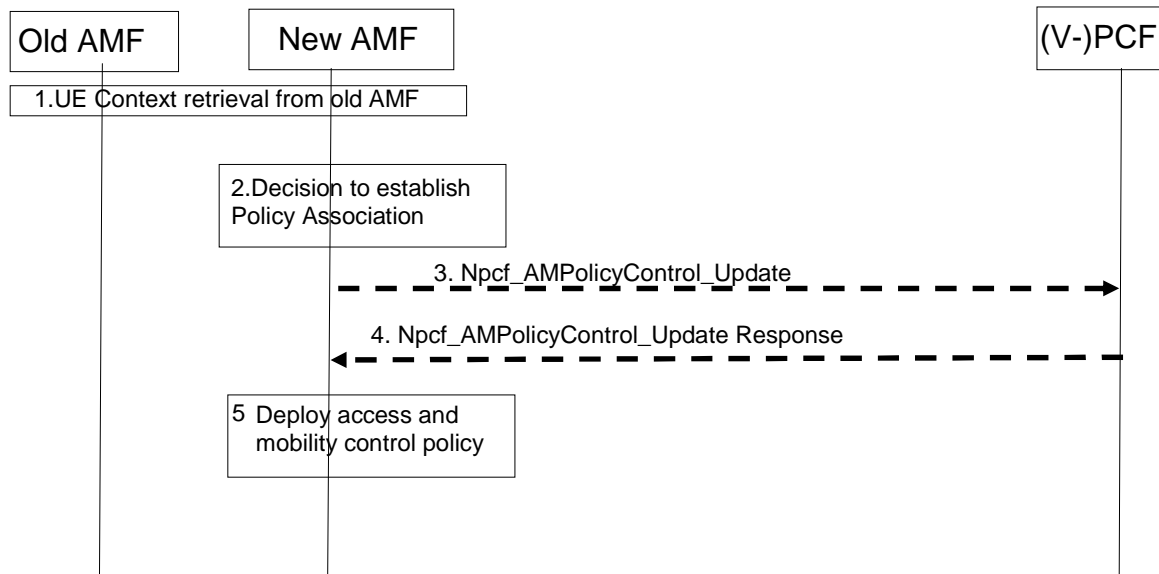 Old AMF
New AMF
(V-)PCF
1.UE Context retrieval from old AMF
2.Decision to establish
Policy Association
3. Npcf_AMPolicyControl_Update
4. Npcf_AMPolicyControl_Update Response
5 Deploy access and
mobility control policy